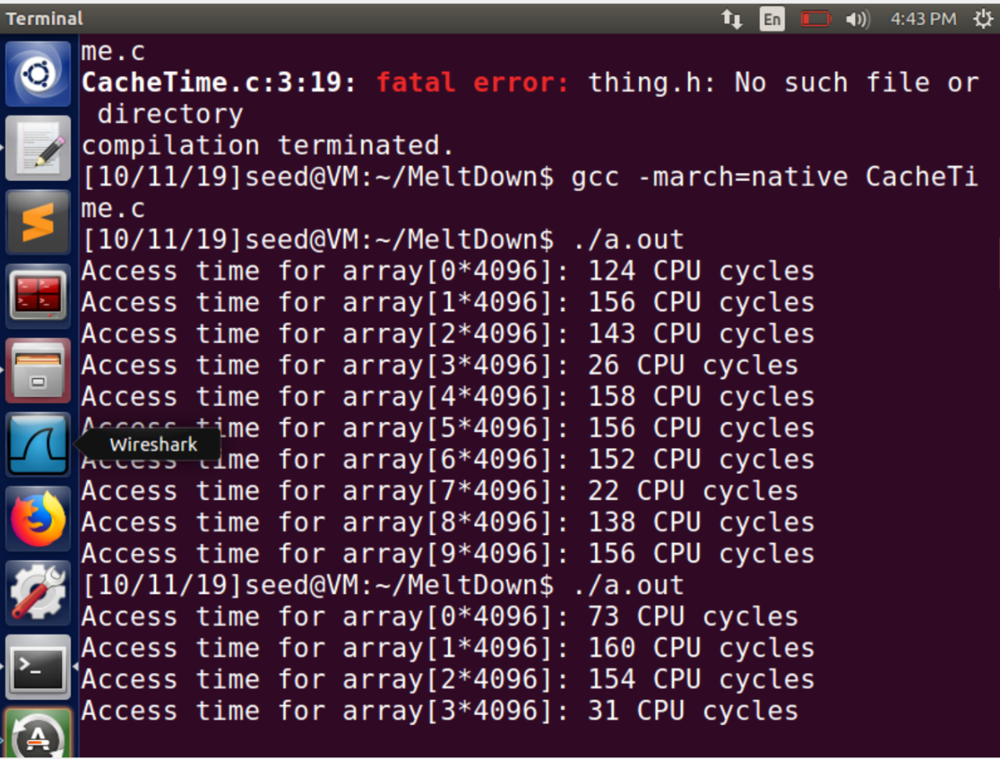 Terminal En 4:43 PM
me.c
CacheTime.c:3:19: fatal error: thing.h: No such file or
directory
compilation terminated.
[10/11/19]seed@VM:~/MeltDown$ gcc -march=native CacheTi
me.c
[10/11/19]seed@VM:~/MeltDown$ ./a.out
Access time for array[0*4096]: 124 CPU cycles
Access time for array[1*4096]: 156 CPU cycles
Access time for array[2*4096]: 143 CPU cycles
Access time for array[3*4096]: 26 CPU cycles
Access time for array[4*4096]: 158 CPU cycles
Access time for array[5*4096]: 156 CPU cycles
Wireshark
Access time for array[6*4096]: 152 CPU cycles
Access time for array[7*4096]: 22 CPU cycles
Access time for array[8*4096]: 138 CPU cycles
Access time for array[9*4096]: 156 CPU cycles
[10/11/19]seed@VM:~/MeltDown$ ./a.out
Access time for array[0*4096]: 73 CPU cycles
Access time for array[1*4096]: 160 CPU cycles
Access time for array[2*4096]: 154 CPU cycles
Access time for array[3*4096]: 31 CPU cycles